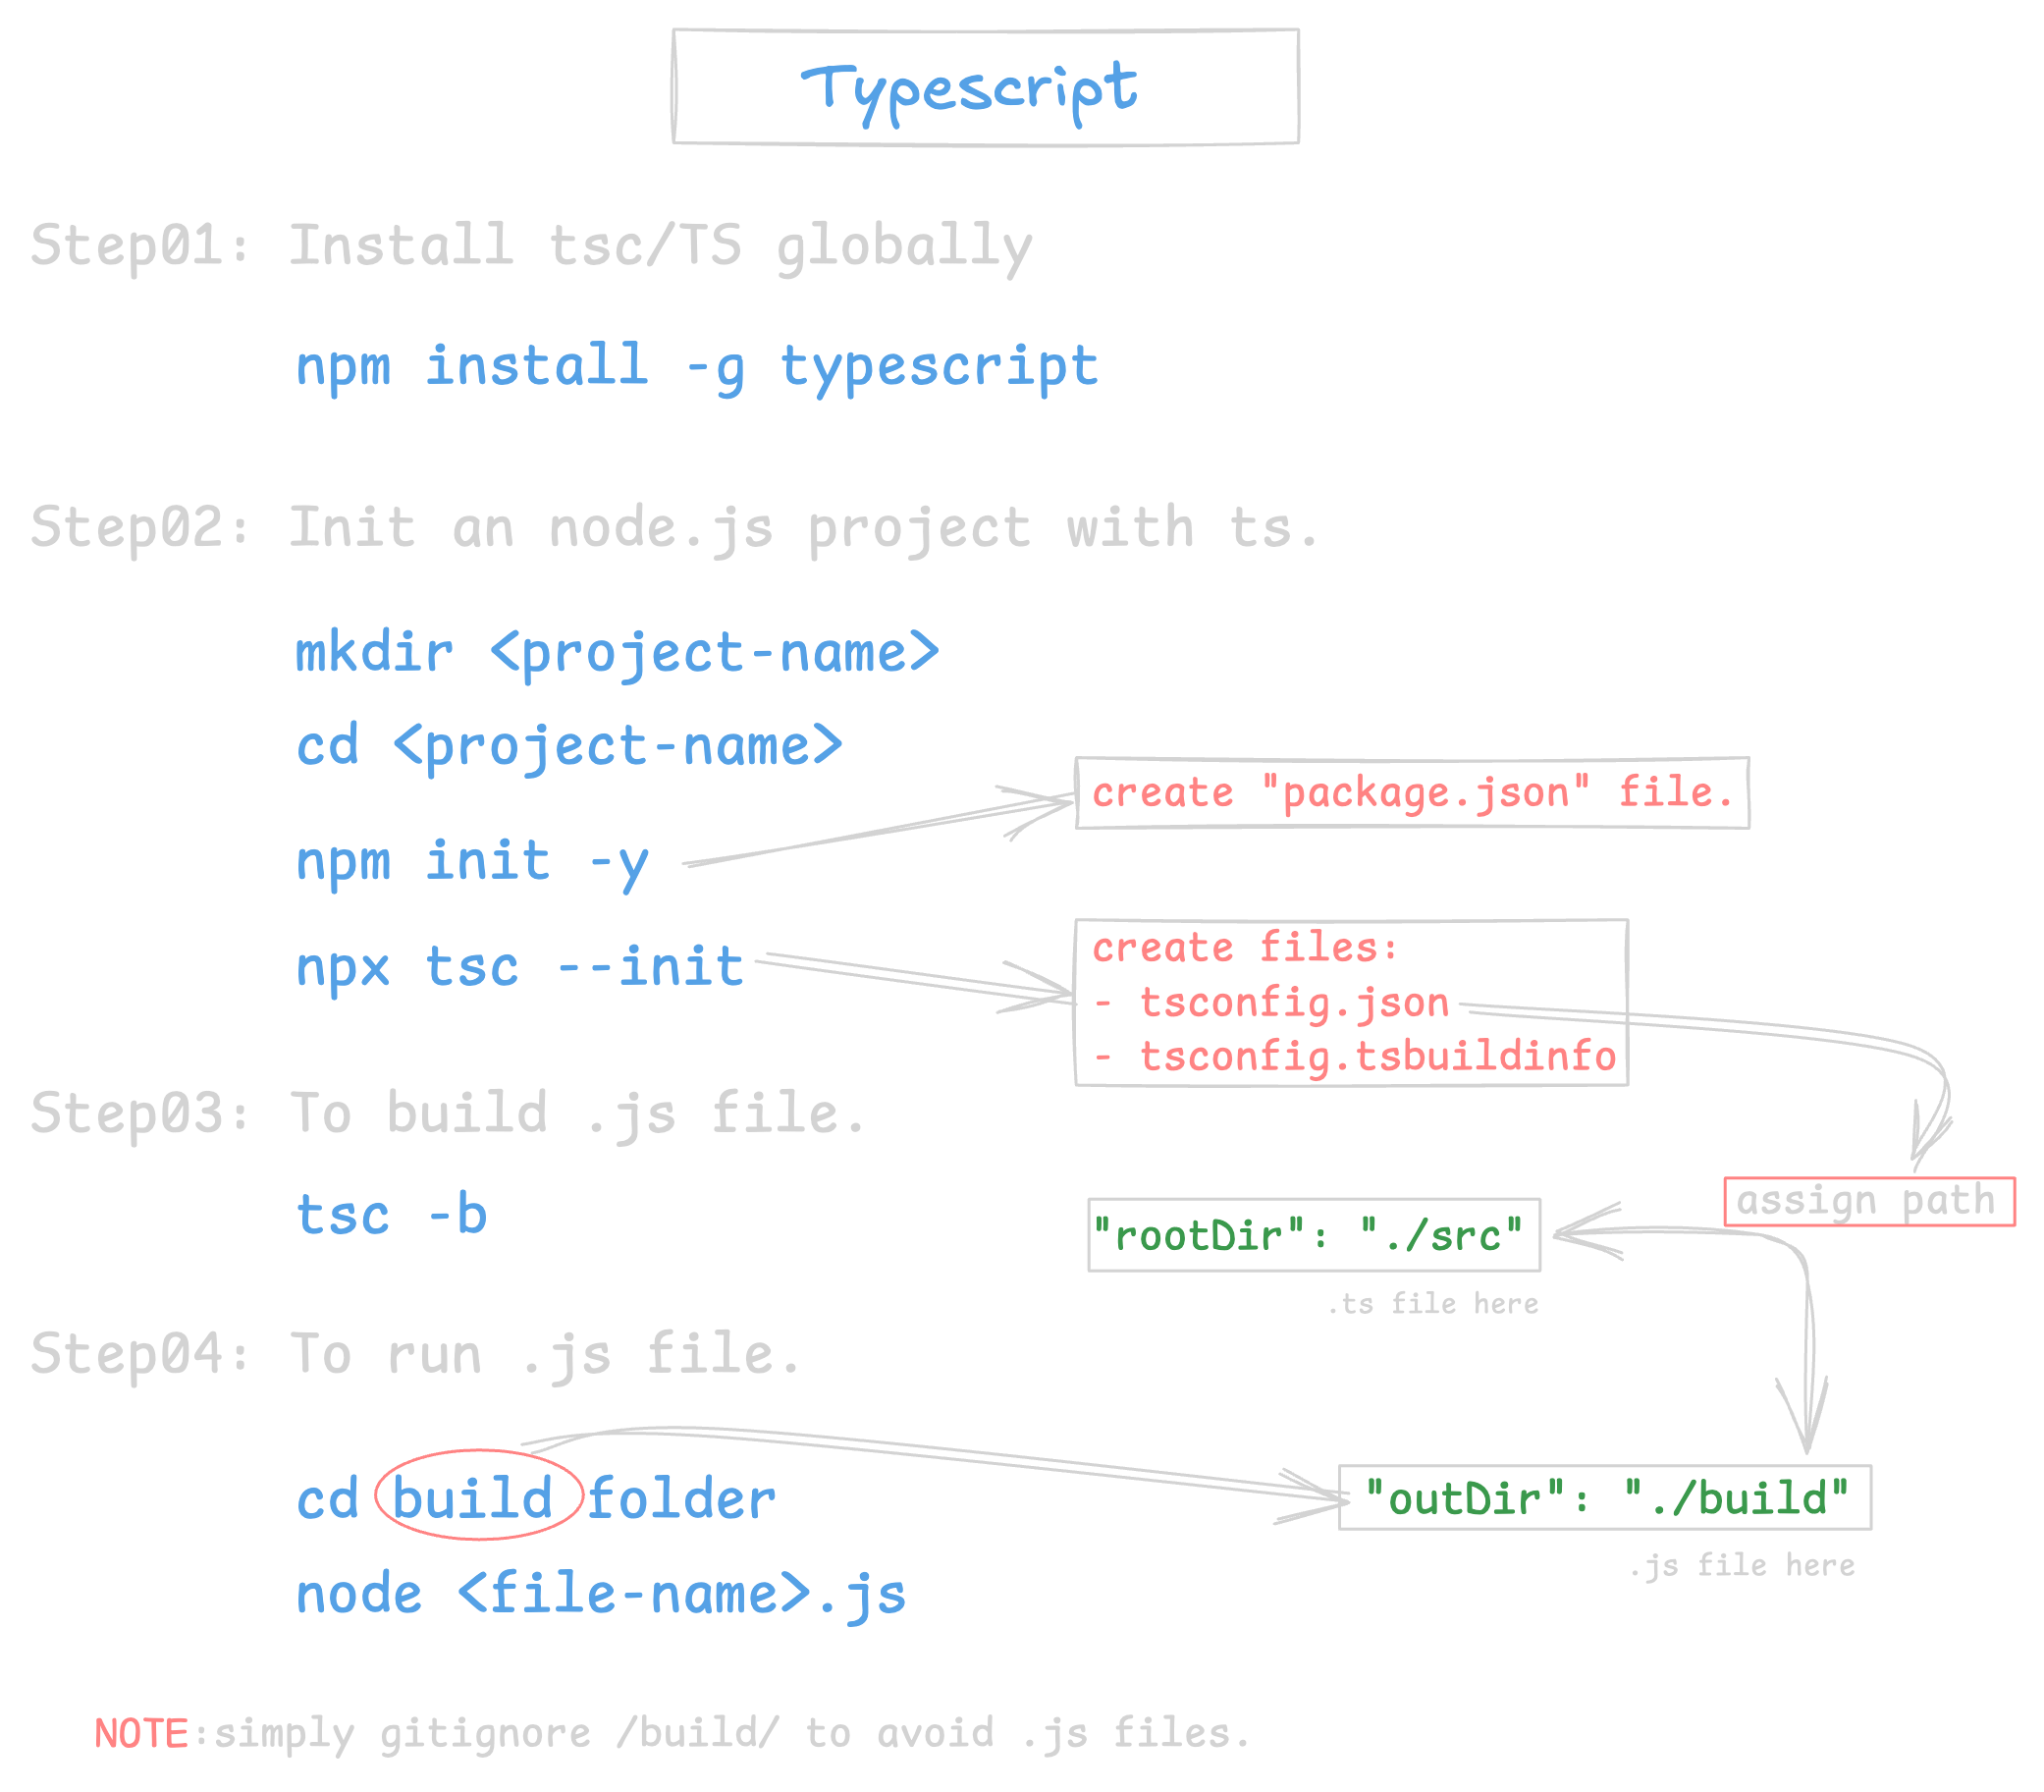 Typescript
Step01: Install tsc/TS globally
npm install -g typescript
Step02: Init an node.js project with ts.
mkdir <project-name>
cd <project-name>
npm init -y
create "package.json" file.
npx tsc --init
create files:
- tsconfig.json
- tsconfig.tsbuildinfo
Step03: To build .js file.
tsc -b
assign path
"rootDir": "./src"
.ts file here
Step04: To run .js file.
cd build folder
"outDir": "./build"
.js file here
node <file-name>.js
NOTE:simply gitignore /build/ to avoid .js files.